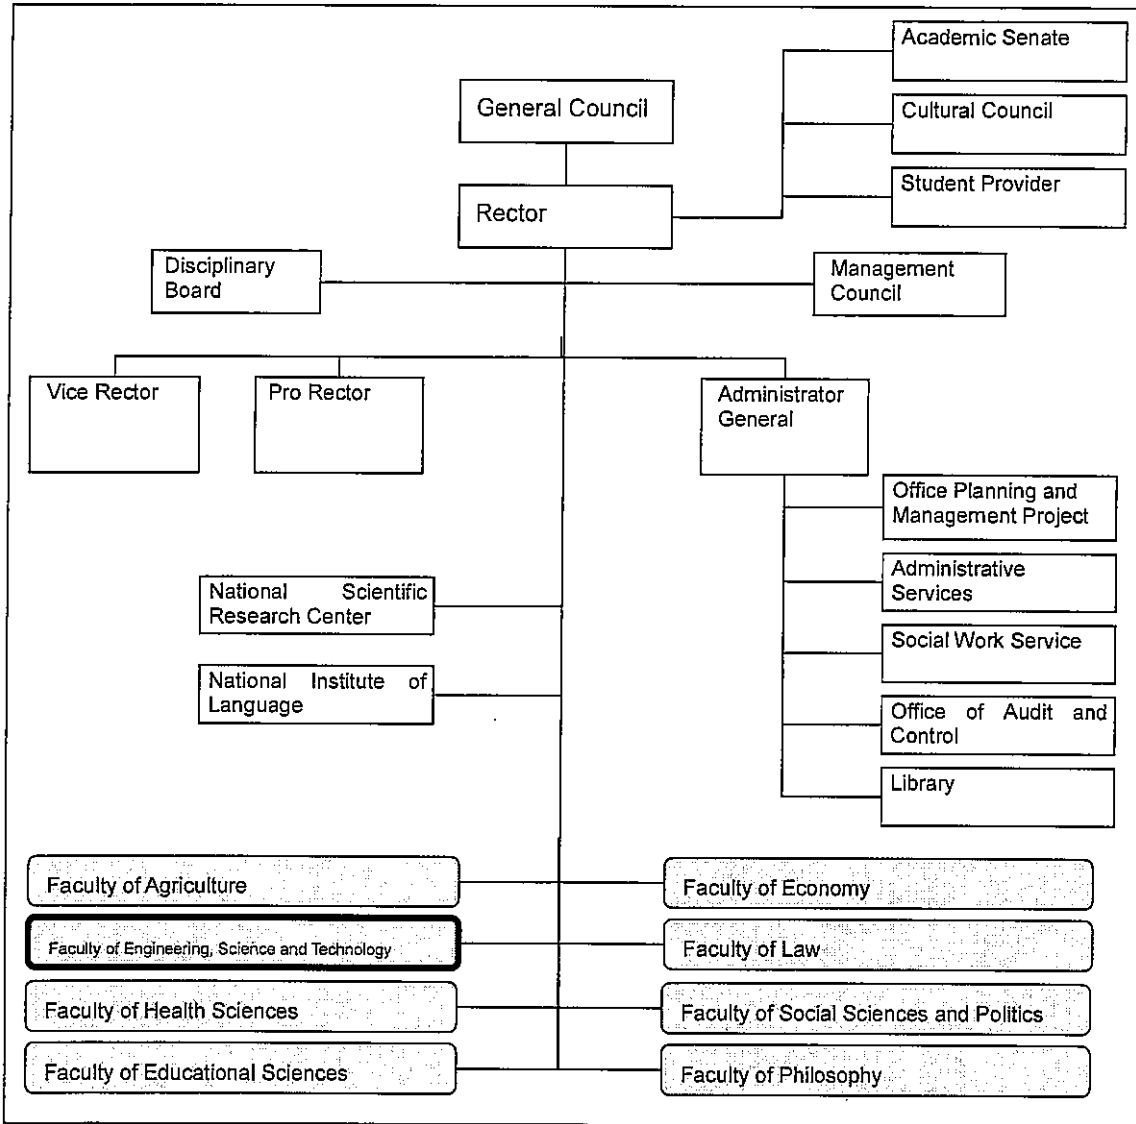 Academic Senate
General Council
Cultural Council
Student Provider
Rector
Disciplinary
Board
Management
Council
Vice Rector
Pro Rector
Administrator
General
Office Planning and
Management Project
National Scientific
Research Center
Administrative
Services
Social Work Service
National Institute of
Language
Office of Audit and
Control
Library
Faculty of Agriculture
Faculty of Economy
Faculty of Engineering, Science and Technology
Faculty of Law
Faculty of Health Sciences
Faculty of Social Sciences and Politics
Faculty of Educational Sciences
Faculty of Philosophy